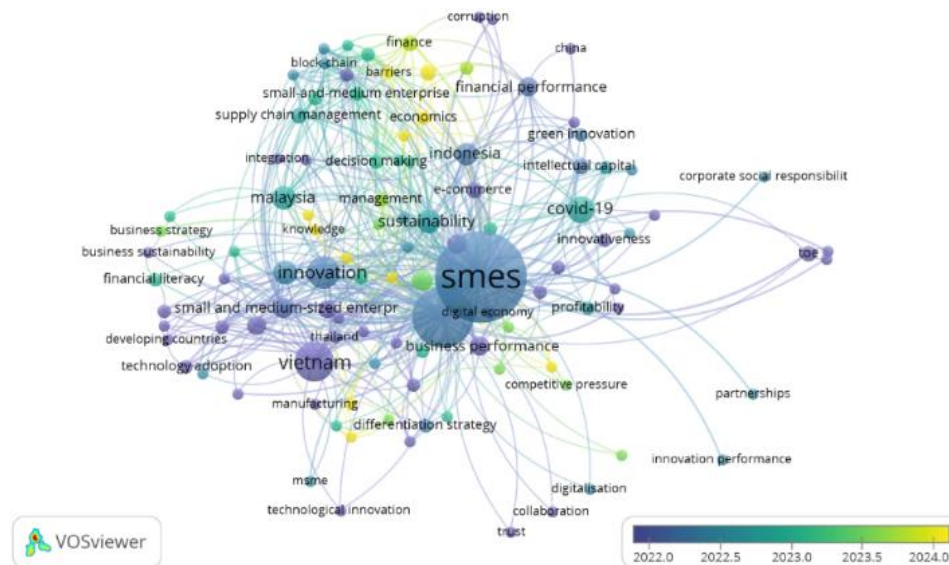 corruption
finance
china
block chain
barriers
small-and-medium enterprise
financial performance
supply chain management
economics
green innovation
integration
decision making
indonesia
intellectual capital
corporate social responsibilit
malaysia
management
e-commerce
sustainability
covid-19
business strategy
knowledge
innovativeness
business sustainability
toe
financial literacy
innovation
smes
small and medium-sized enterpr
digital economy
profitability
developing countries
thailand
business performance
technology adoption
vietnam
competitive pressure
partnerships
manufacturing
differentiation strategy
innovation performance
msme
digitalisation
technological innovation
collaboration
trust
VOSviewer
2022.0 2022.5 2023.0 2023.5 2024.0